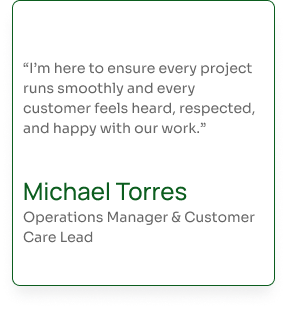 “I’m here to ensure every project
runs smoothly and every
customer feels heard, respected,
and happy with our work.”
Michael Torres
Operations Manager & Customer
Care Lead